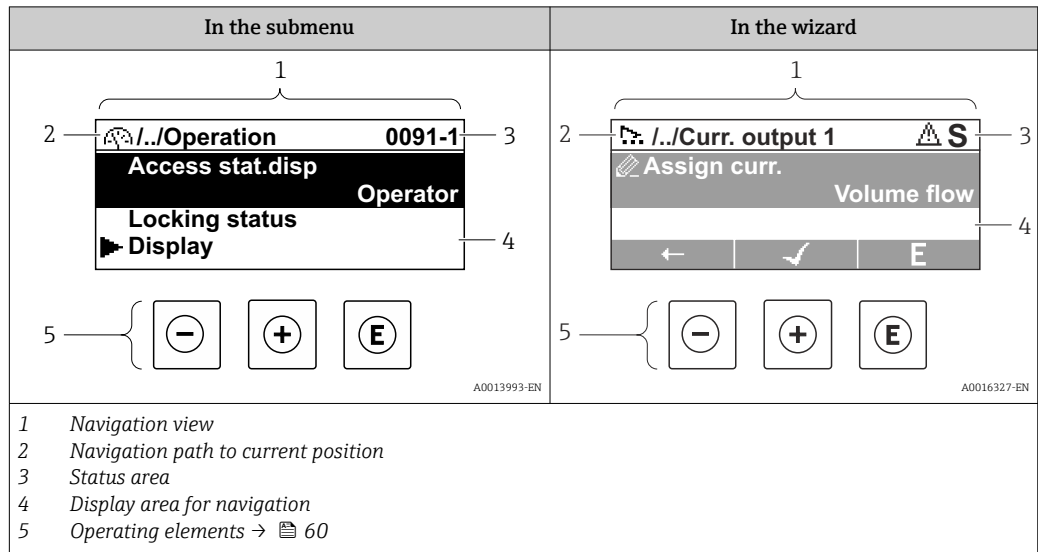 In the submenu
In the wizard
1
2
/../Operation 0091-1
3
Access stat.disp
Operator
Locking status
Display
4
5
- + E
A0013993-EN
1
2
/../Curr. output 1 S
3
Assign curr.
Volume flow
4
← ✓ E
5
- + E
A0016327-EN
1 Navigation view
2 Navigation path to current position
3 Status area
4 Display area for navigation
5 Operating elements → 60